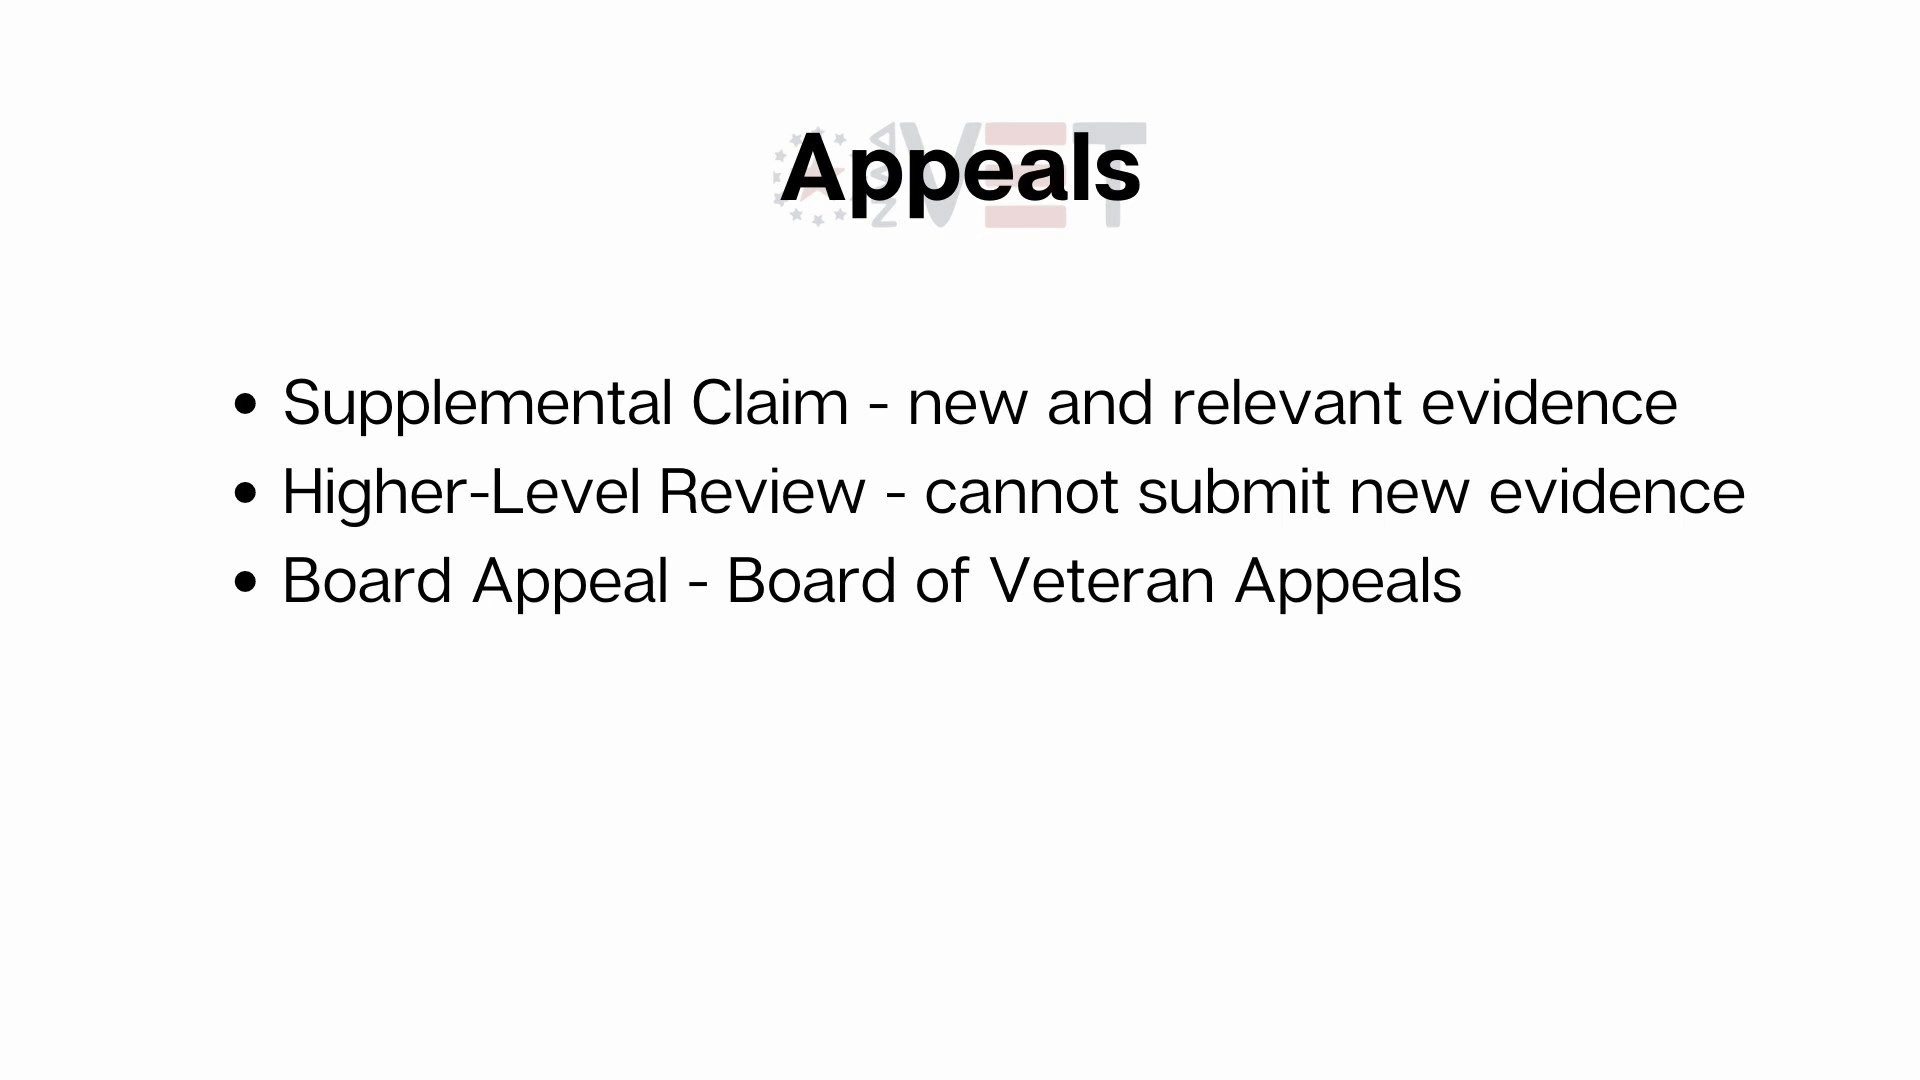 Appeals
VET
• Supplemental Claim - new and relevant evidence
• Higher-Level Review - cannot submit new evidence
• Board Appeal - Board of Veteran Appeals